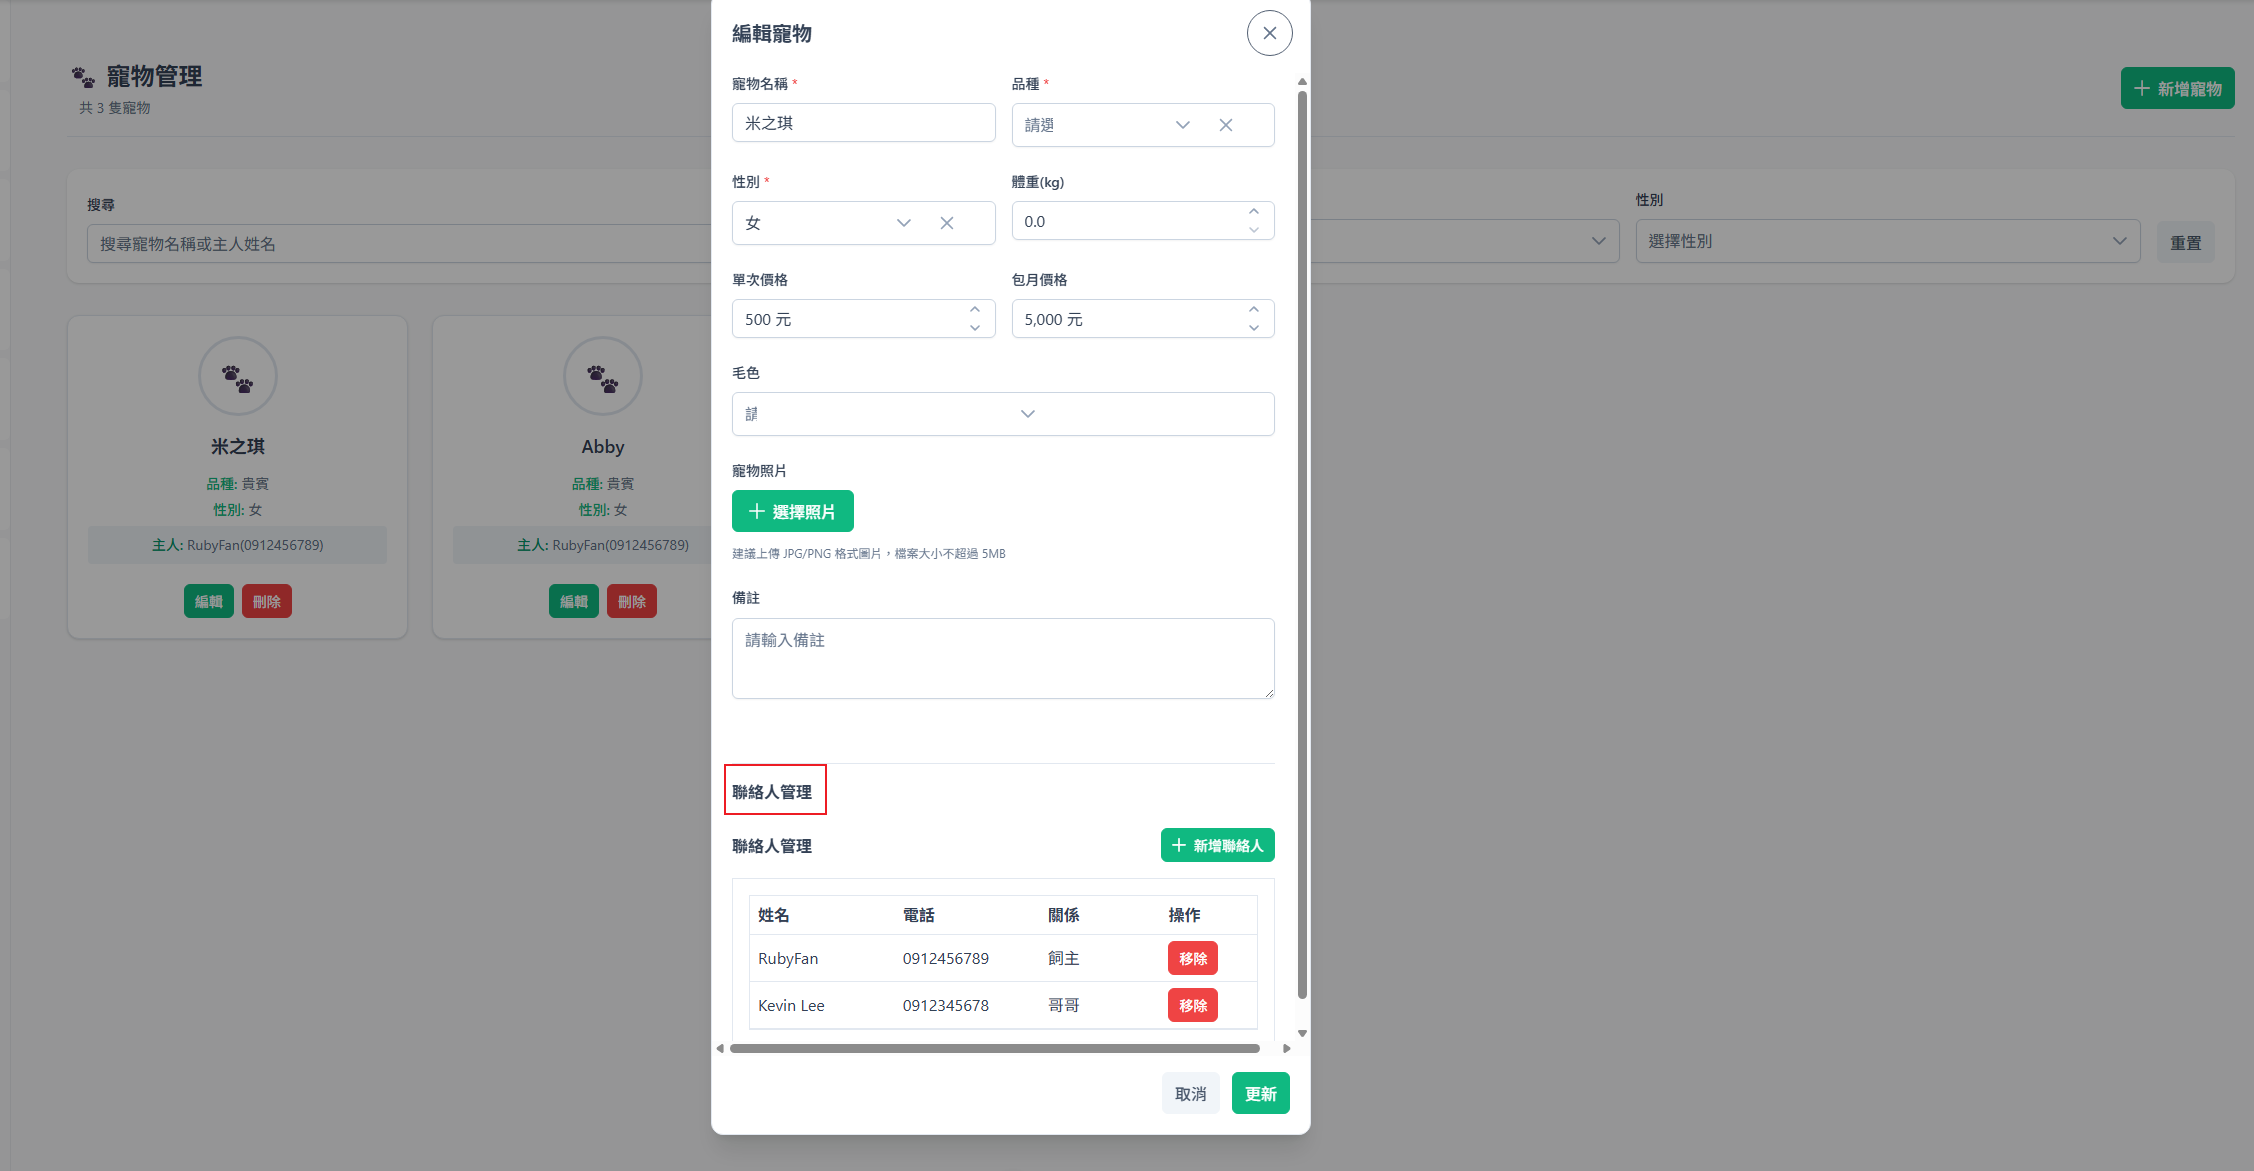 寵物管理
共 3 隻寵物
新增寵物
搜尋
搜尋寵物名稱或主人姓名
性別
選擇性別
重置
米之琪
品種: 貴賓
性別: 女
主人: RubyFan(0912456789)
編輯 刪除
Abby
品種: 貴賓
性別: 女
主人: RubyFan(0912456789)
編輯 刪除
編輯寵物
寵物名稱 *
米之琪
品種 *
請選
性別 *
女
體重(kg)
0.0
單次價格
500 元
包月價格
5,000 元
毛色
寵物照片
選擇照片
建議上傳 JPG/PNG 格式圖片，檔案大小不超過 5MB
備註
請輸入備註
聯絡人管理
聯絡人管理
新增聯絡人
姓名 電話 關係 操作
RubyFan 0912456789 飼主 移除
Kevin Lee 0912345678 哥哥 移除
取消 更新